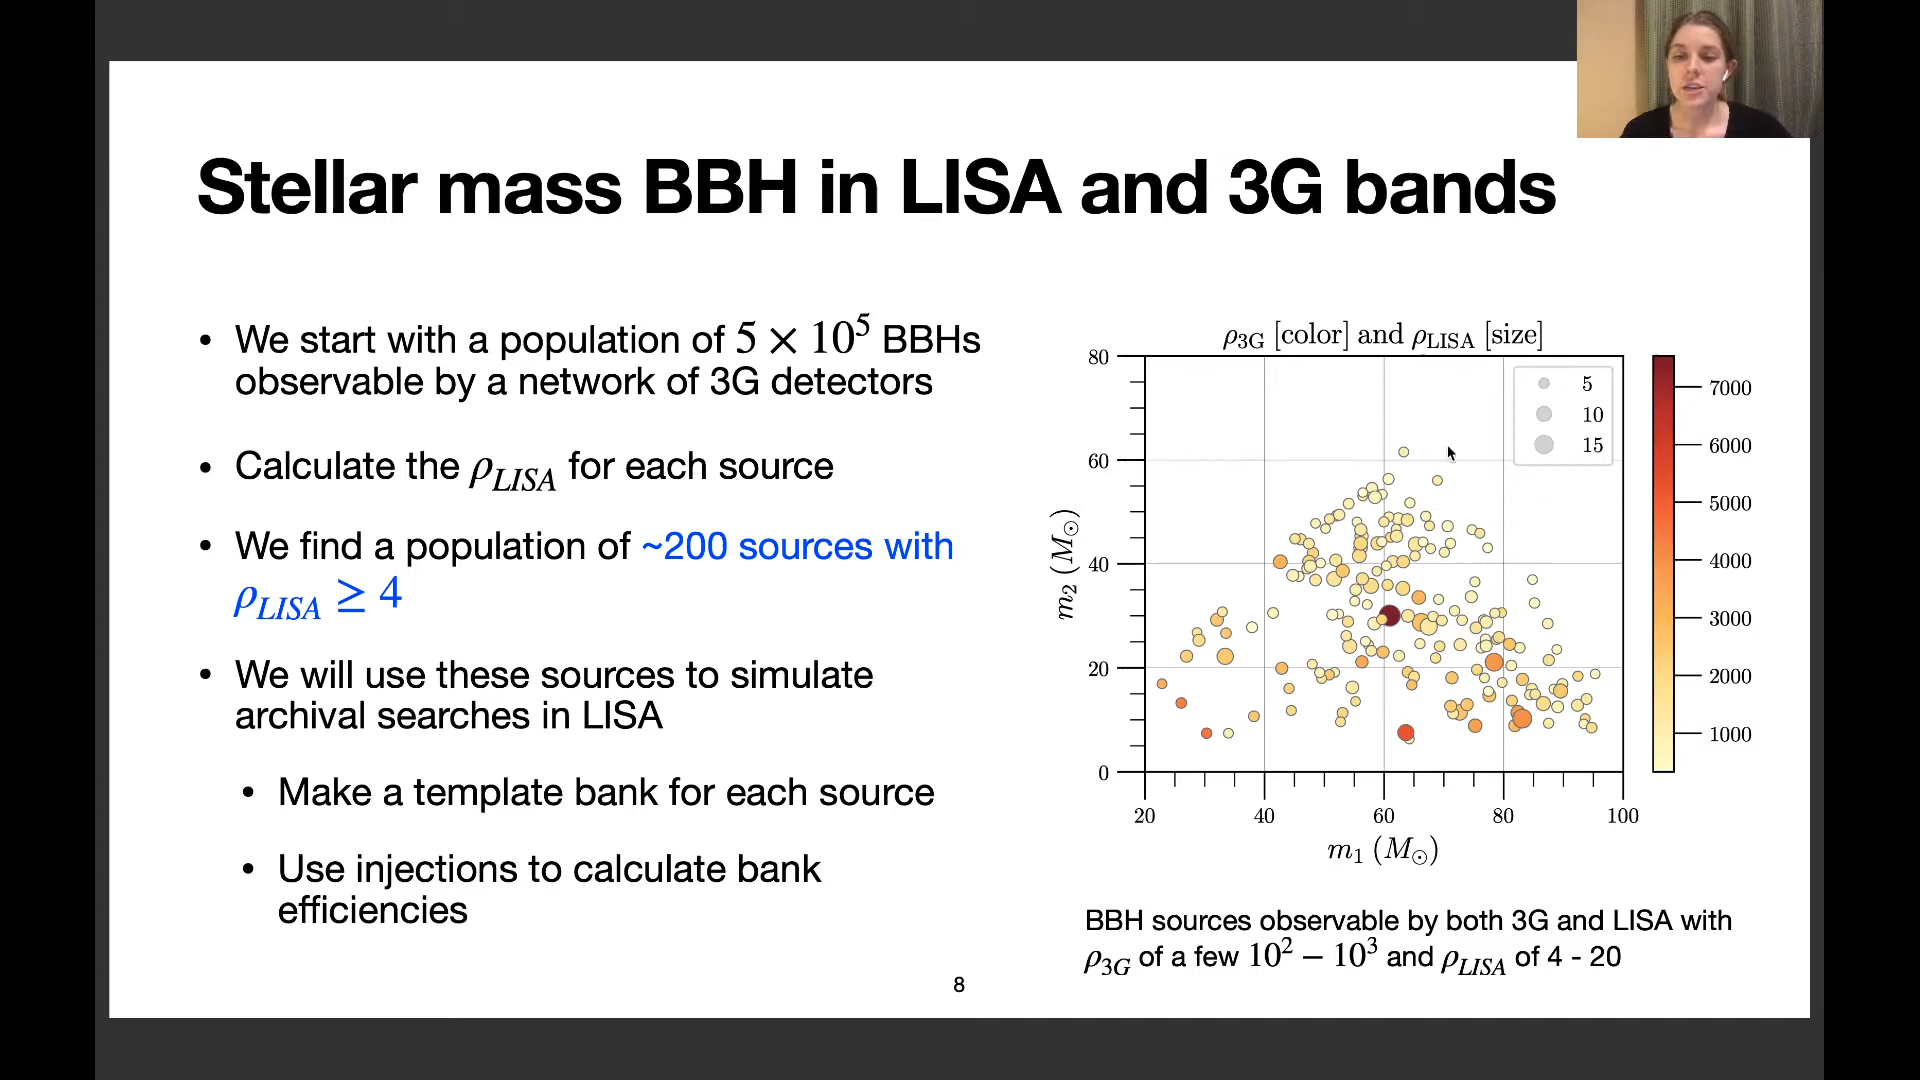 Stellar mass BBH in LISA and 3G bands
• We start with a population of 5 × 10⁵ BBHs
observable by a network of 3G detectors
• Calculate the ρ_LISA for each source
• We find a population of ~200 sources with
ρ_LISA ≥ 4
• We will use these sources to simulate
archival searches in LISA
• Make a template bank for each source
• Use injections to calculate bank
efficiencies
ρ_3G [color] and ρ_LISA [size]
80
60
40
20
0
m₂ (M_⊙)
20 40 60 80 100
m₁ (M_⊙)
5
10
15
7000
6000
5000
4000
3000
2000
1000
BBH sources observable by both 3G and LISA with
ρ_3G of a few 10² − 10³ and ρ_LISA of 4 - 20
8